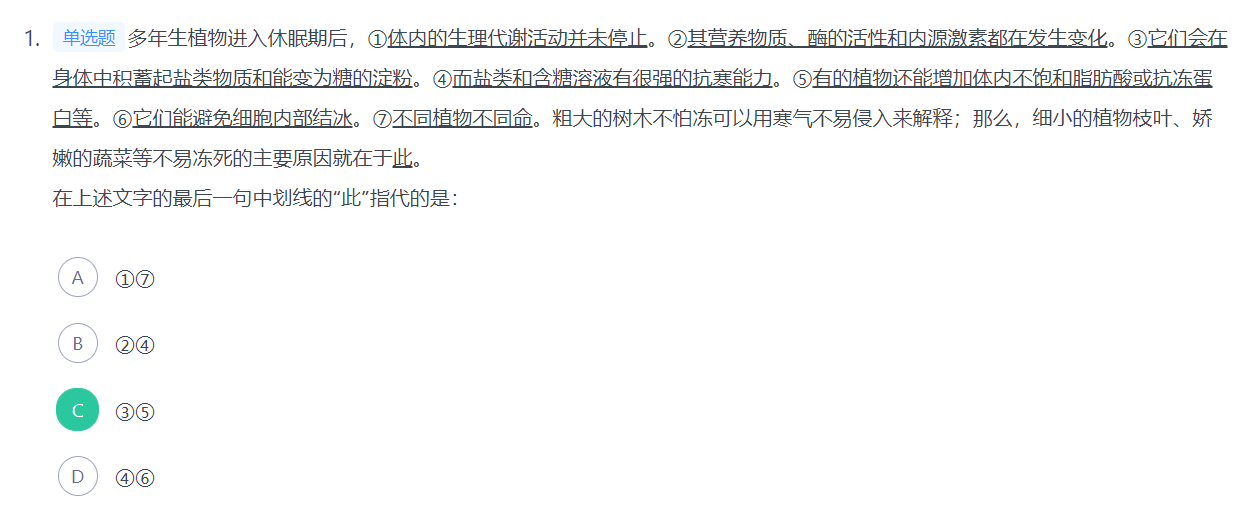 1. 单选题 多年生植物进入休眠期后，①体内的生理代谢活动并未停止。②其营养物质、酶的活性和内源激素都在发生变化。③它们会在
身体中积蓄起盐类物质和能变为糖的淀粉。④而盐类和含糖溶液有很强的抗寒能力。⑤有的植物还能增加体内不饱和脂肪酸或抗冻蛋
白等。⑥它们能避免细胞内部结冰。⑦不同植物不同命。粗大的树木不怕冻可以用寒气不易侵入来解释；那么，细小的植物枝叶、娇
嫩的蔬菜等不易冻死的主要原因就在于此。
在上述文字的最后一句中划线的“此”指代的是：
A ①⑦
B ②④
C ③⑤
D ④⑥